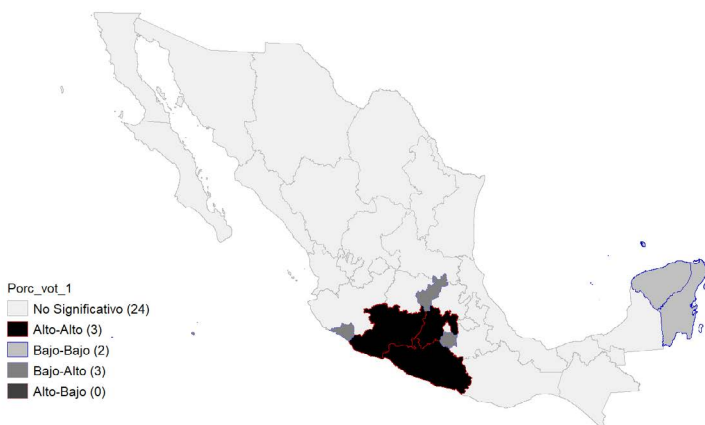 Porc_vot_1
No Significativo (24)
Alto-Alto (3)
Bajo-Bajo (2)
Bajo-Alto (3)
Alto-Bajo (0)